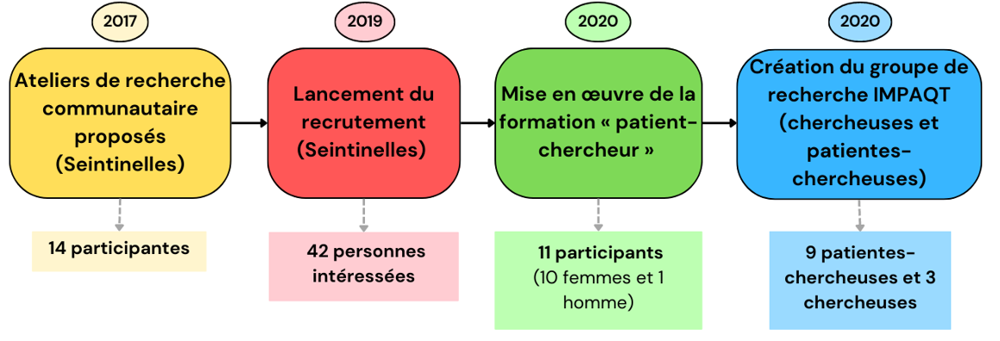 2017
Ateliers de recherche
communautaire
proposés
(Seintinelles)
14 participantes
2019
Lancement du
recrutement
(Seintinelles)
42 personnes
intéressées
2020
Mise en œuvre de la
formation « patient-
chercheur »
11 participants
(10 femmes et 1
homme)
2020
Création du groupe de
recherche IMPAQT
(chercheuses et
patientes-
chercheuses)
9 patientes-
chercheuses et 3
chercheuses